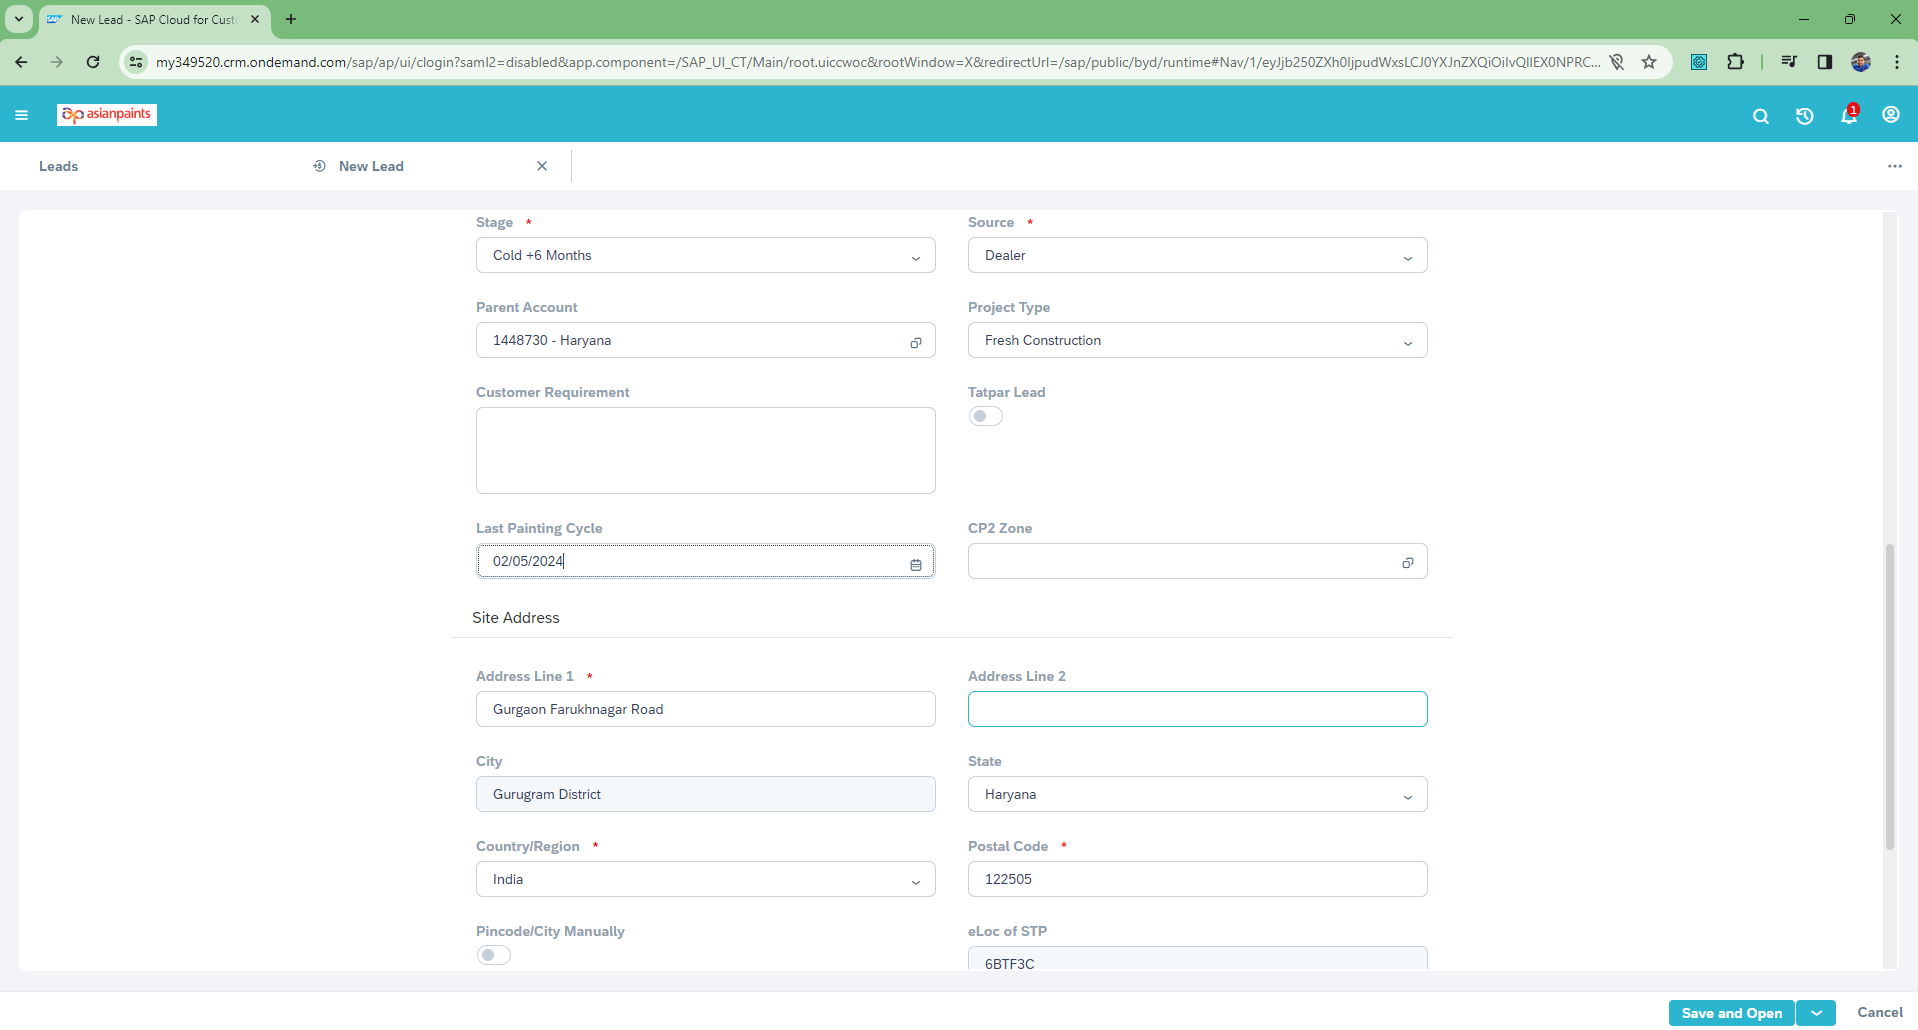 New Lead - SAP Cloud for Cust
my349520.crm.ondemand.com/sap/ap/ui/clogin?saml2=disabled&app.component=/SAP_UI_CT/Main/root.uiccwoc&rootWindow=X&redirectUrl=/sap/public/byd/runtime#Nav/1/eyJjb250ZXh0IjpudWxsLCJ0YXJnZXQiOiIvQllEX0NPRC...
asianpaints
1
Leads
New Lead
Stage *
Source *
Cold +6 Months
Dealer
Parent Account
Project Type
1448730 - Haryana
Fresh Construction
Customer Requirement
Tatpar Lead
Last Painting Cycle
CP2 Zone
02/05/2024
Site Address
Address Line 1 *
Address Line 2
Gurgaon Farukhnagar Road
City
State
Gurugram District
Haryana
Country/Region *
Postal Code *
India
122505
Pincode/City Manually
eLoc of STP
6BTF3C
Save and Open
Cancel